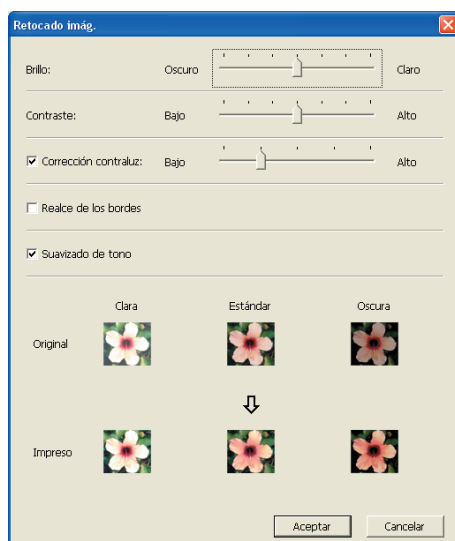 Retocado imág.
Brillo: Oscuro Claro
Contraste: Bajo Alto
Corrección contraluz: Bajo Alto
Realce de los bordes
Suavizado de tono
Clara Estándar Oscura
Original
Impreso
Aceptar Cancelar